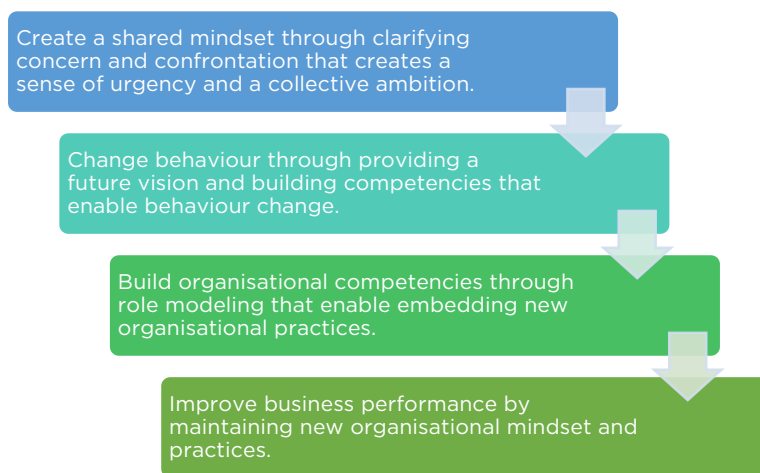 Create a shared mindset through clarifying
concern and confrontation that creates a
sense of urgency and a collective ambition.
Change behaviour through providing a
future vision and building competencies that
enable behaviour change.
Build organisational competencies through
role modeling that enable embedding new
organisational practices.
Improve business performance by
maintaining new organisational mindset and
practices.